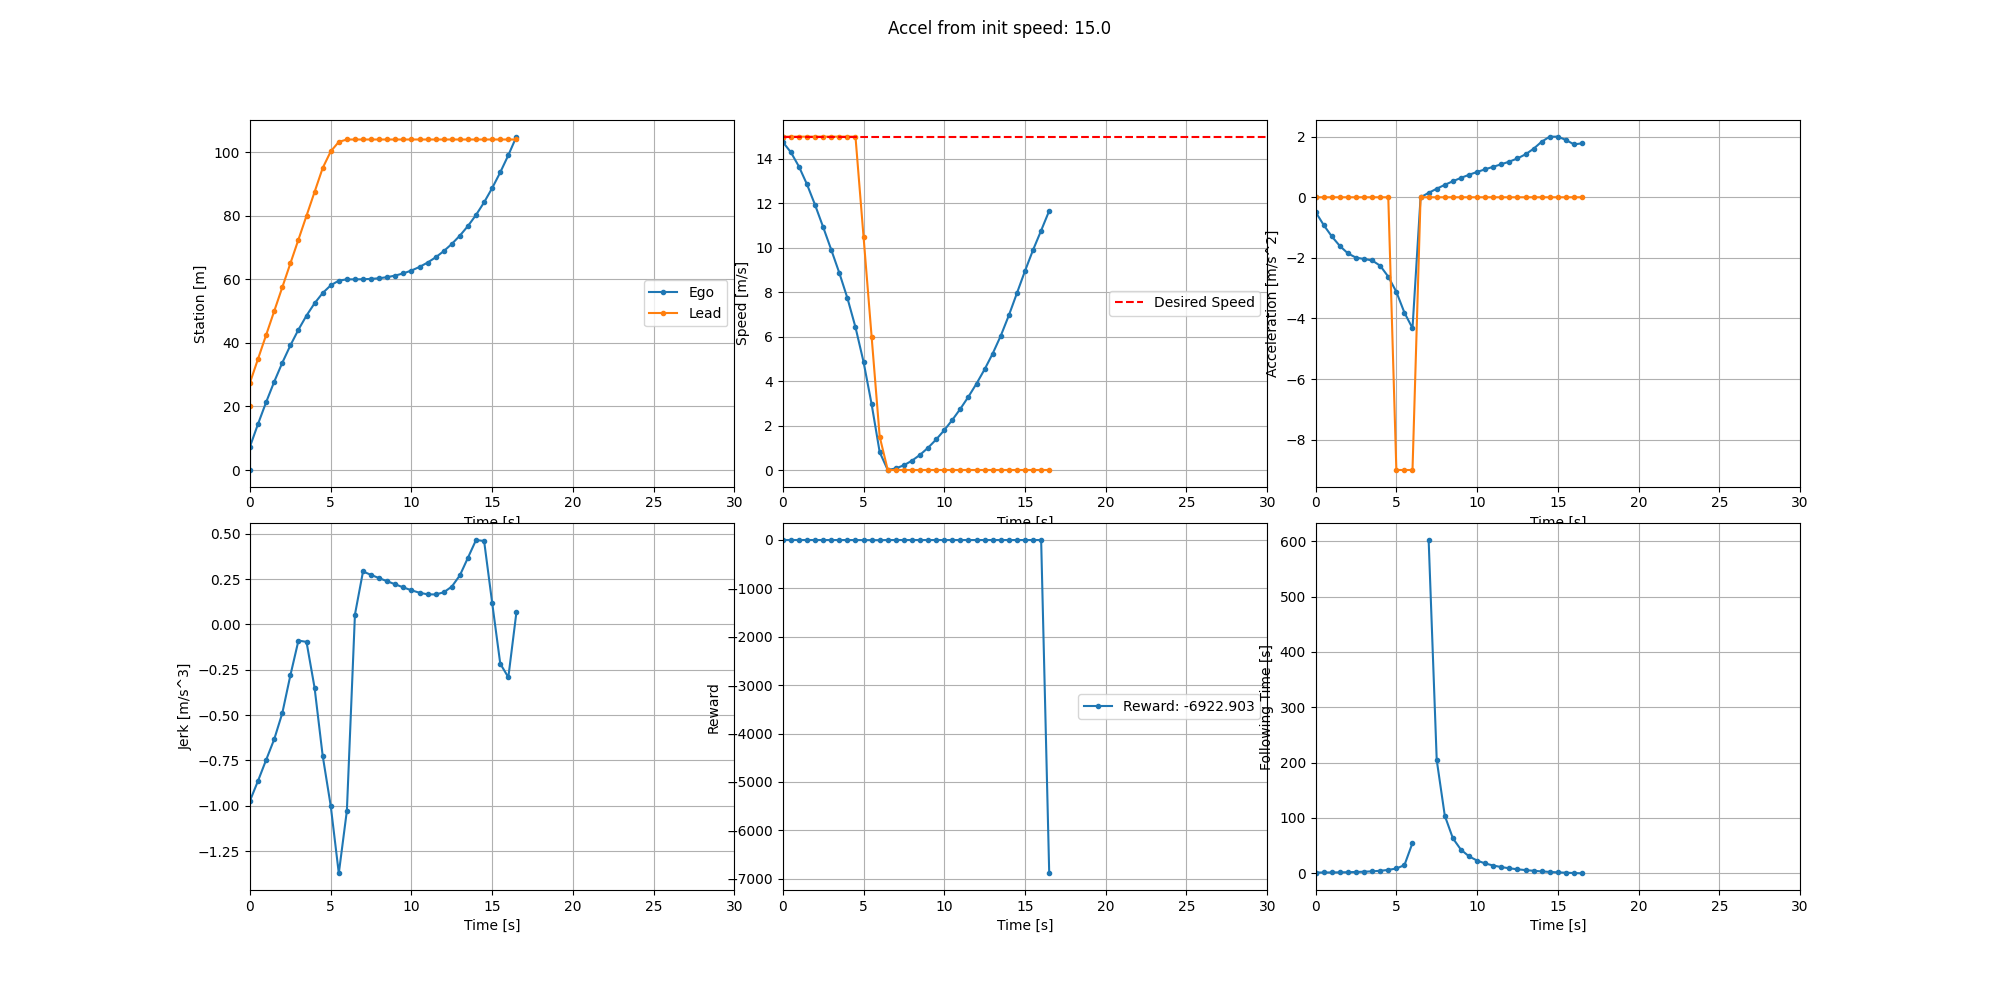 Accel from init speed: 15.0
Station [m]
100
80
60
40
20
0
0 5 10 15 20 25 30
Time [s]
Ego
Lead
Speed [m/s]
14
12
10
8
6
4
2
0
0 5 10 15 20 25 30
Time [s]
Desired Speed
Acceleration [m/s^2]
2
0
−2
−4
−6
−8
0 5 10 15 20 25 30
Time [s]
Jerk [m/s^3]
0.50
0.25
0.00
−0.25
−0.50
−0.75
−1.00
−1.25
0 5 10 15 20 25 30
Time [s]
Reward
0
−1000
−2000
−3000
−4000
−5000
−6000
−7000
0 5 10 15 20 25 30
Time [s]
Reward: -6922.903
Following Time [s]
600
500
400
300
200
100
0
0 5 10 15 20 25 30
Time [s]